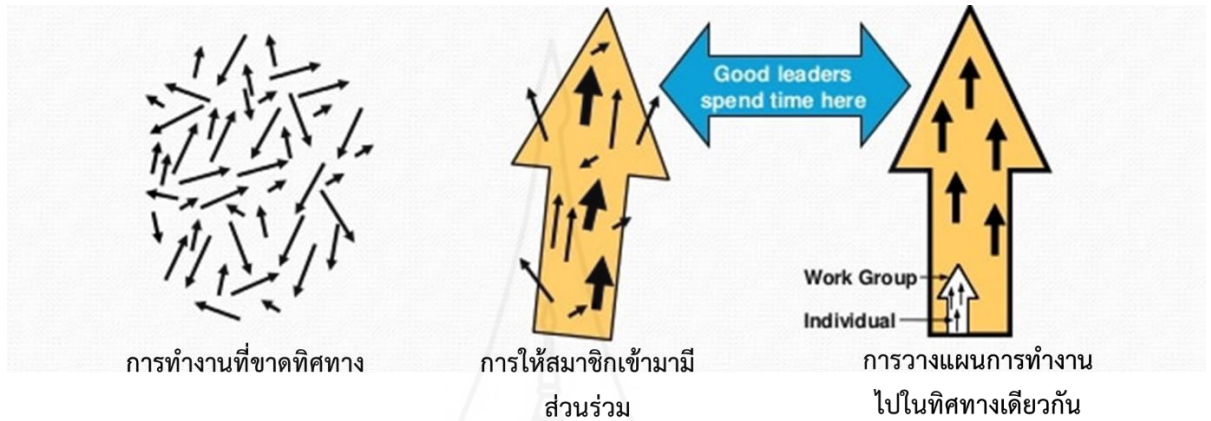 Good leaders
spend time here
Work Group
Individual
การทำงานที่ขาดทิศทาง
การให้สมาชิกเข้ามามี
ส่วนร่วม
การวางแผนการทำงาน
ไปในทิศทางเดียวกัน